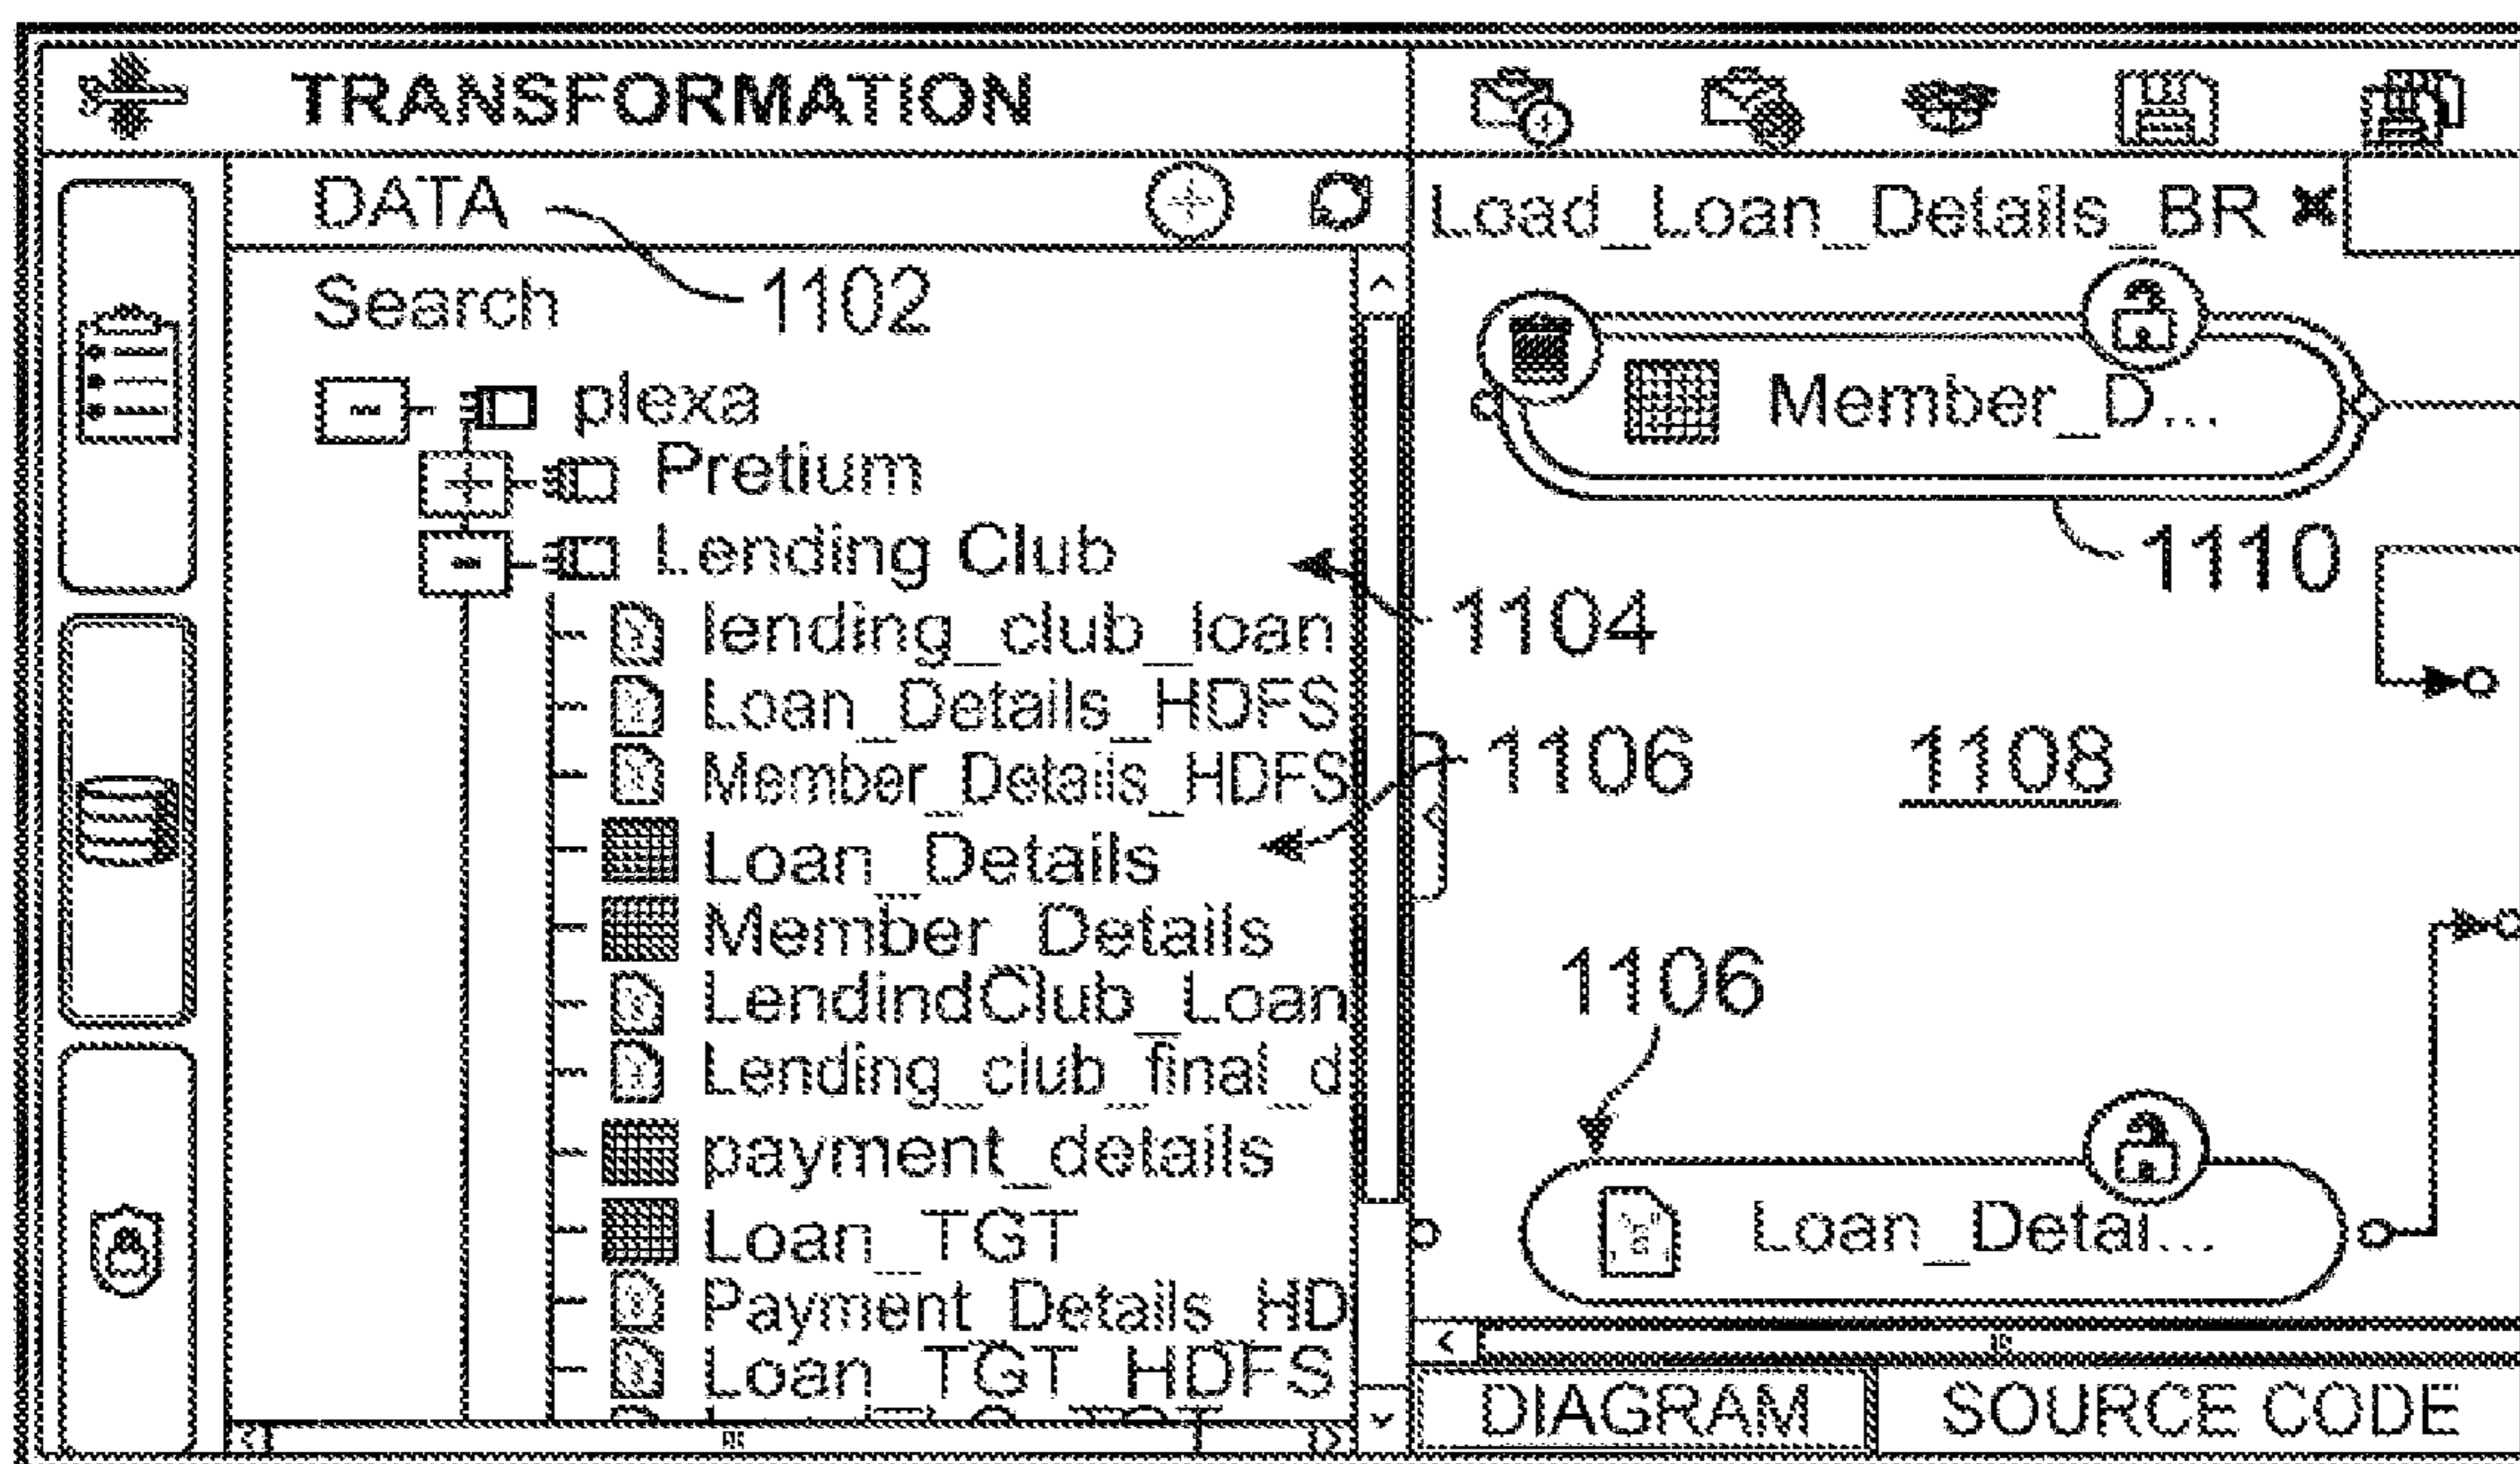 TRANSFORMATION
DATA
Search
1102
plexa
Pretium
Lending Club
lending_club_loan
Loan_Details_HDFS
Member_Details_HDFS
Loan_Details
Member_Details
LendindClub_Loan
Lending_club_final_d
payment_details
Loan_TGT
Payment_Details_HD
Loan_TGT_HDFS
Load_Loan_Details_BR
Member_D...
1110
1104
1106
1108
1106
Loan_Detai...
DIAGRAM
SOURCE CODE